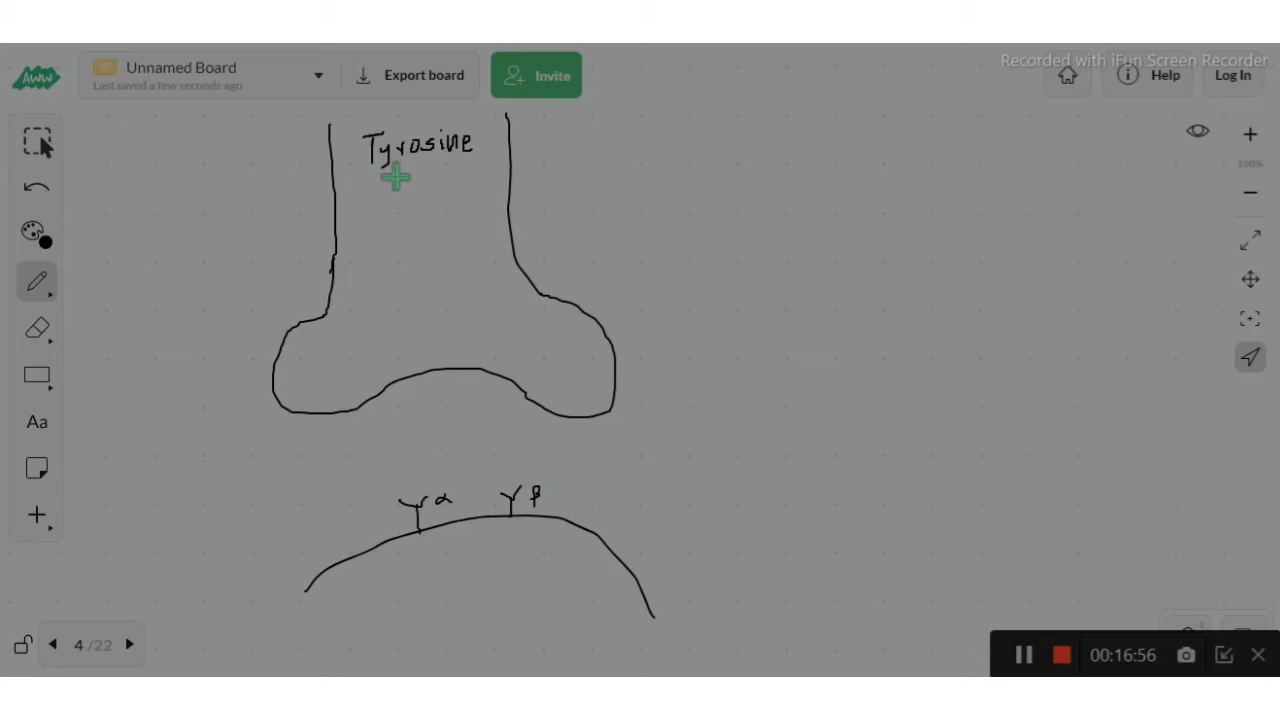 Recorded with iFun Screen Recorder
AWW
Unnamed Board
Last saved a few seconds ago
Export board
Invite
Help
Log In
Tyrosine
100%
Aa
α
β
4 /22
00:16:56